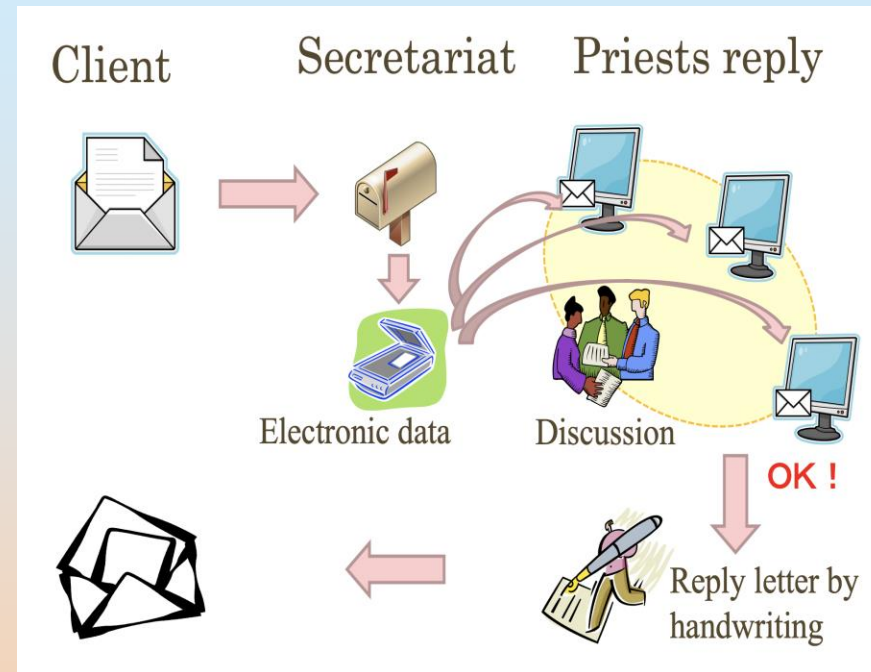 Client
Secretariat
Priests reply
Electronic data
Discussion
OK !
Reply letter by
handwriting